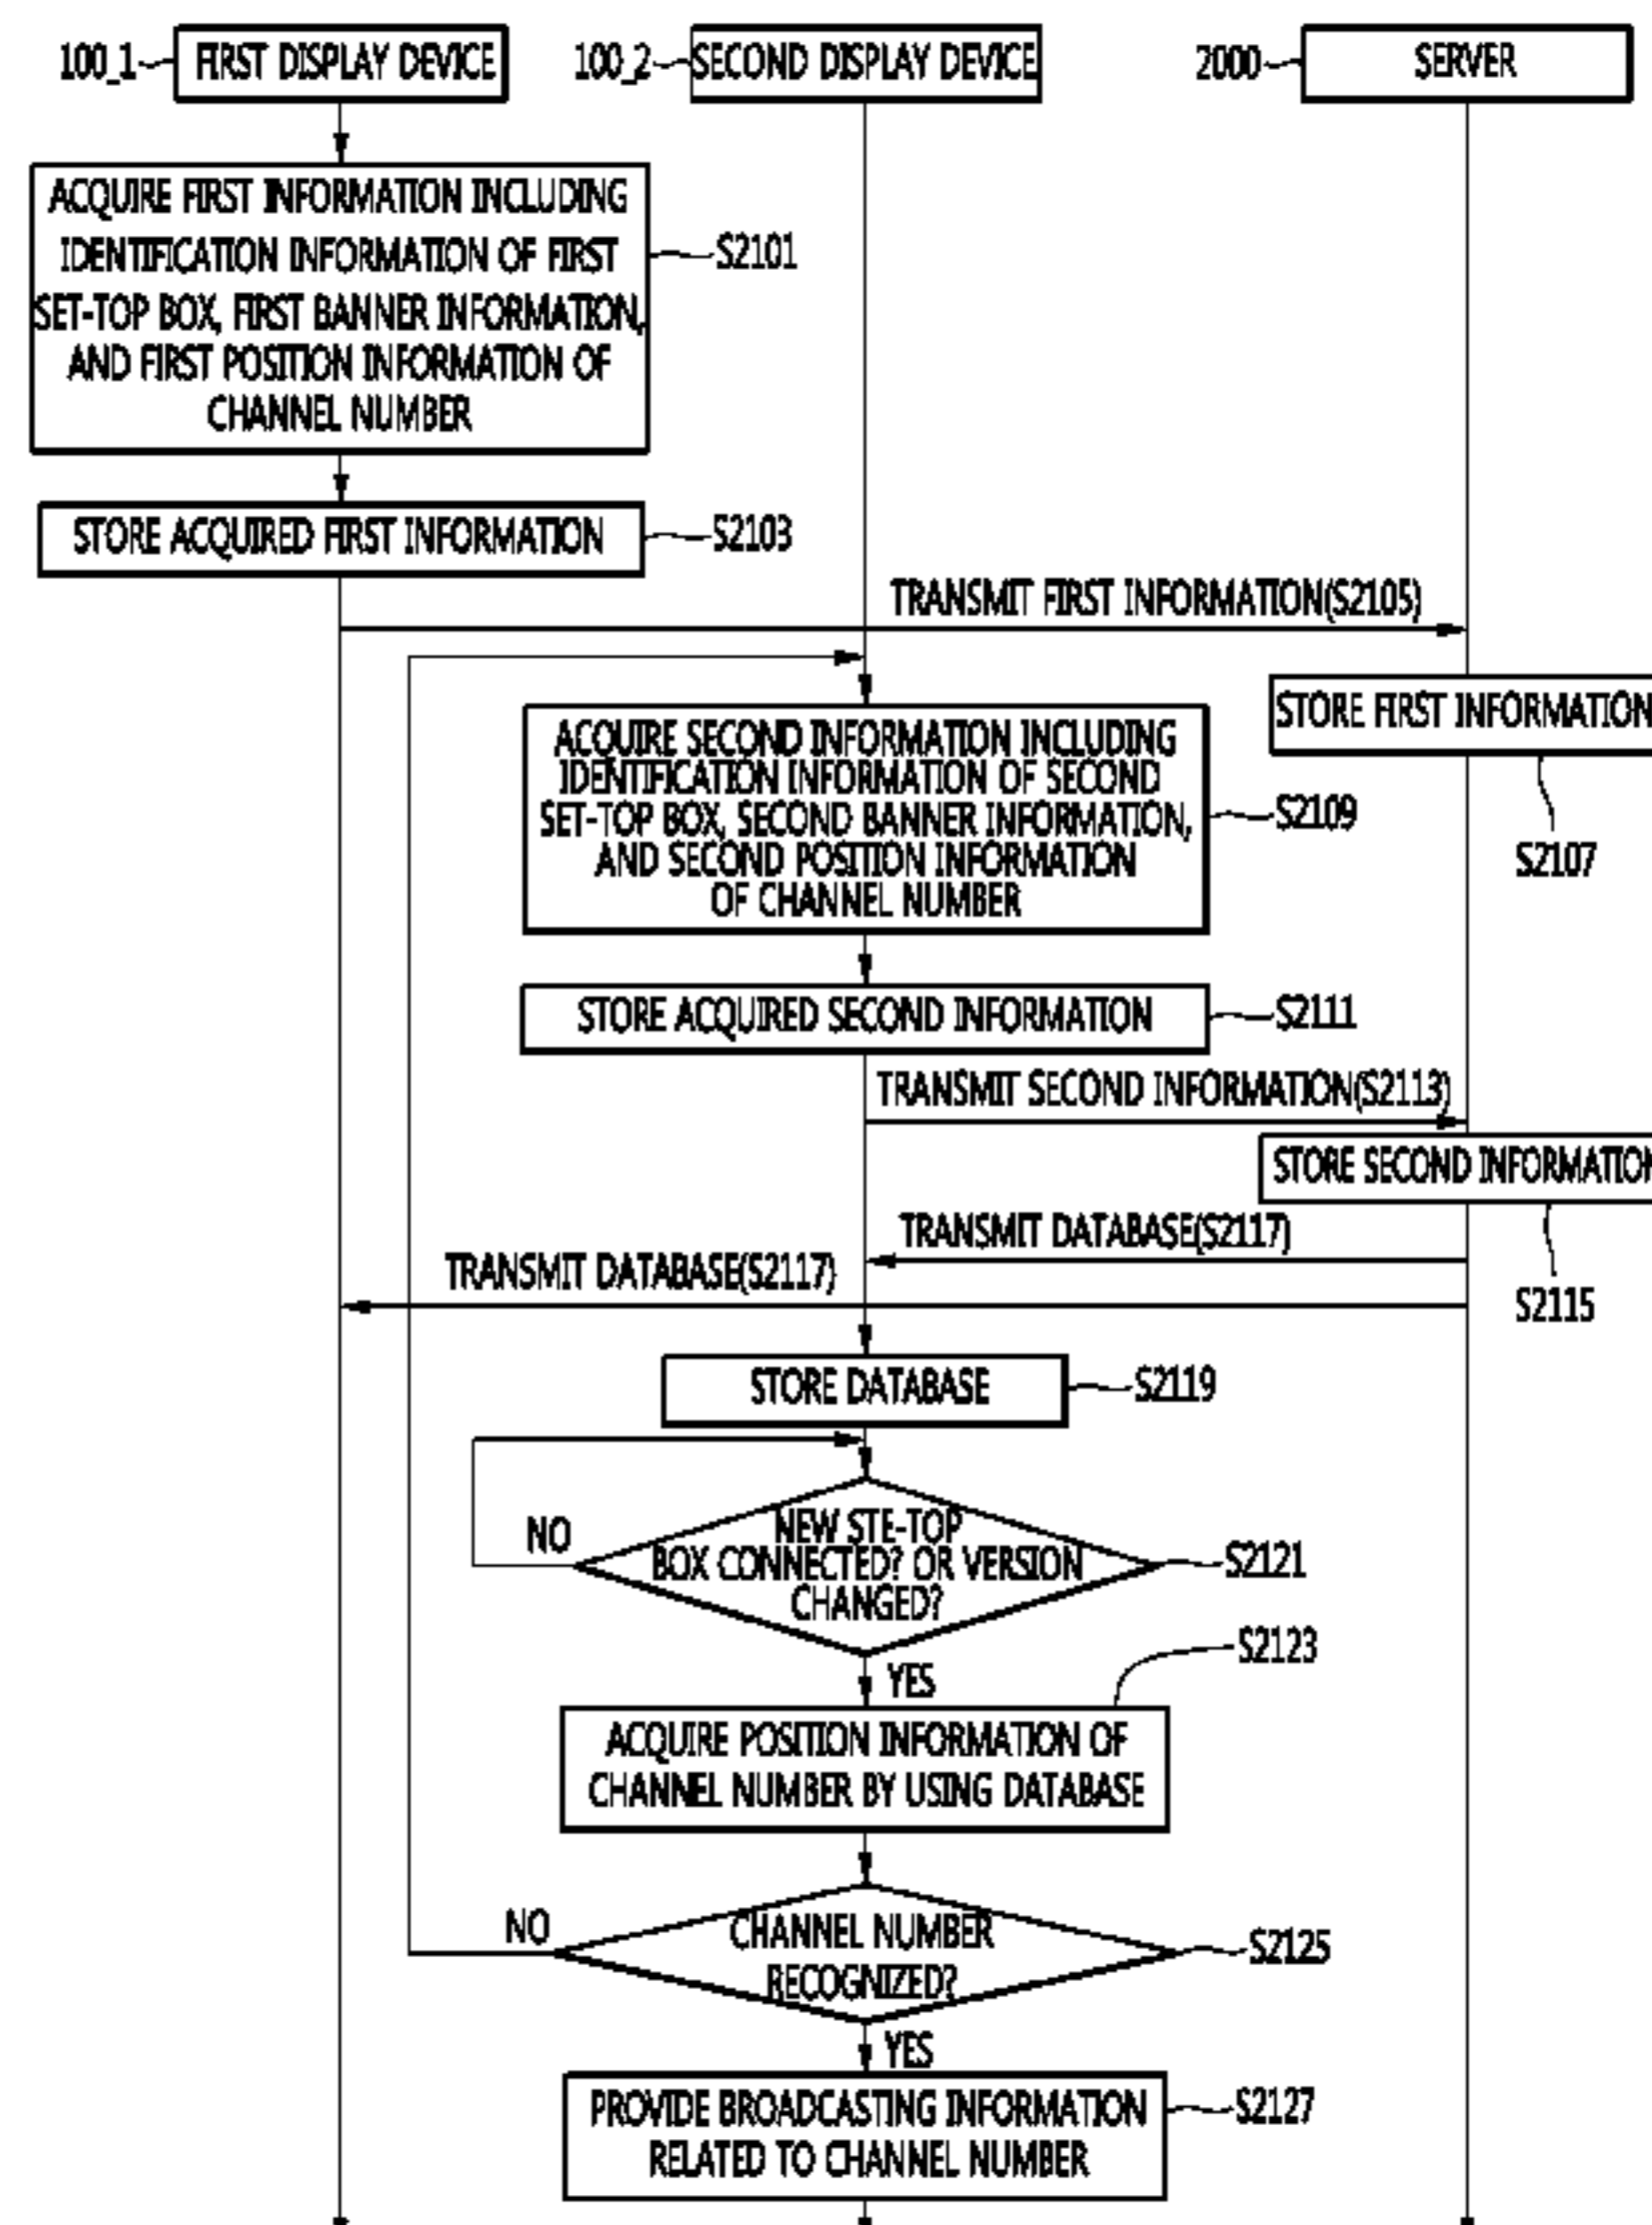 100_1
FIRST DISPLAY DEVICE
100_2
SECOND DISPLAY DEVICE
2000
SERVER
ACQUIRE FIRST INFORMATION INCLUDING
IDENTIFICATION INFORMATION OF FIRST
SET-TOP BOX, FIRST BANNER INFORMATION,
AND FIRST POSITION INFORMATION OF
CHANNEL NUMBER
S2101
STORE ACQUIRED FIRST INFORMATION
S2103
TRANSMIT FIRST INFORMATION(S2105)
STORE FIRST INFORMATION
S2107
ACQUIRE SECOND INFORMATION INCLUDING
IDENTIFICATION INFORMATION OF SECOND
SET-TOP BOX, SECOND BANNER INFORMATION,
AND SECOND POSITION INFORMATION
OF CHANNEL NUMBER
S2109
STORE ACQUIRED SECOND INFORMATION
S2111
TRANSMIT SECOND INFORMATION(S2113)
STORE SECOND INFORMATION
S2115
TRANSMIT DATABASE(S2117)
TRANSMIT DATABASE(S2117)
STORE DATABASE
S2119
NEW STE-TOP
BOX CONNECTED? OR VERSION
CHANGED?
NO
S2121
YES
S2123
ACQUIRE POSITION INFORMATION OF
CHANNEL NUMBER BY USING DATABASE
CHANNEL NUMBER
RECOGNIZED?
NO
S2125
YES
PROVIDE BROADCASTING INFORMATION
RELATED TO CHANNEL NUMBER
S2127